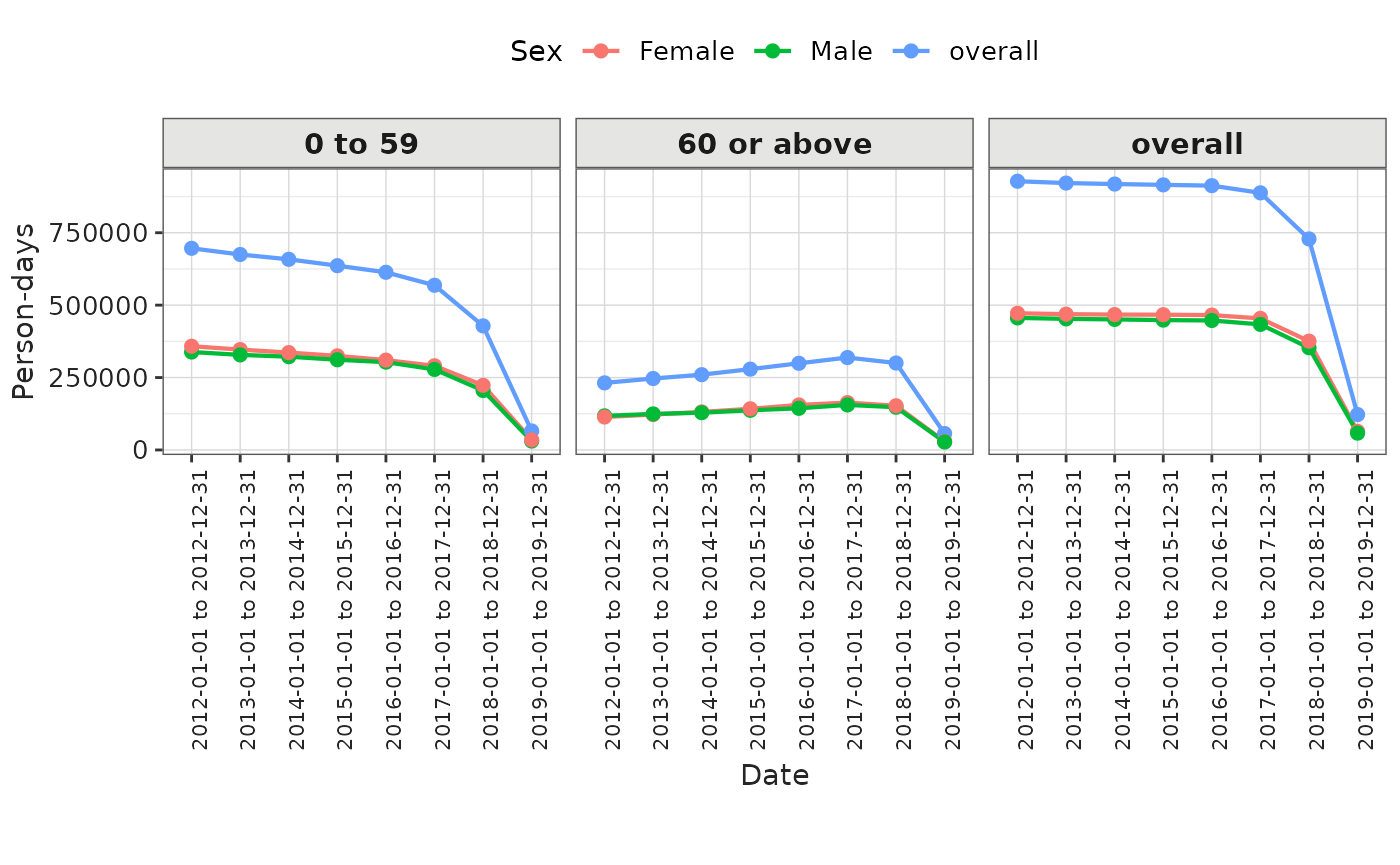 Sex Female Male overall
0 to 59 60 or above overall
Person-days
750000
500000
250000
0
2012-01-01 to 2012-12-31
2013-01-01 to 2013-12-31
2014-01-01 to 2014-12-31
2015-01-01 to 2015-12-31
2016-01-01 to 2016-12-31
2017-01-01 to 2017-12-31
2018-01-01 to 2018-12-31
2019-01-01 to 2019-12-31
2012-01-01 to 2012-12-31
2013-01-01 to 2013-12-31
2014-01-01 to 2014-12-31
2015-01-01 to 2015-12-31
2016-01-01 to 2016-12-31
2017-01-01 to 2017-12-31
2018-01-01 to 2018-12-31
2019-01-01 to 2019-12-31
2012-01-01 to 2012-12-31
2013-01-01 to 2013-12-31
2014-01-01 to 2014-12-31
2015-01-01 to 2015-12-31
2016-01-01 to 2016-12-31
2017-01-01 to 2017-12-31
2018-01-01 to 2018-12-31
2019-01-01 to 2019-12-31
Date